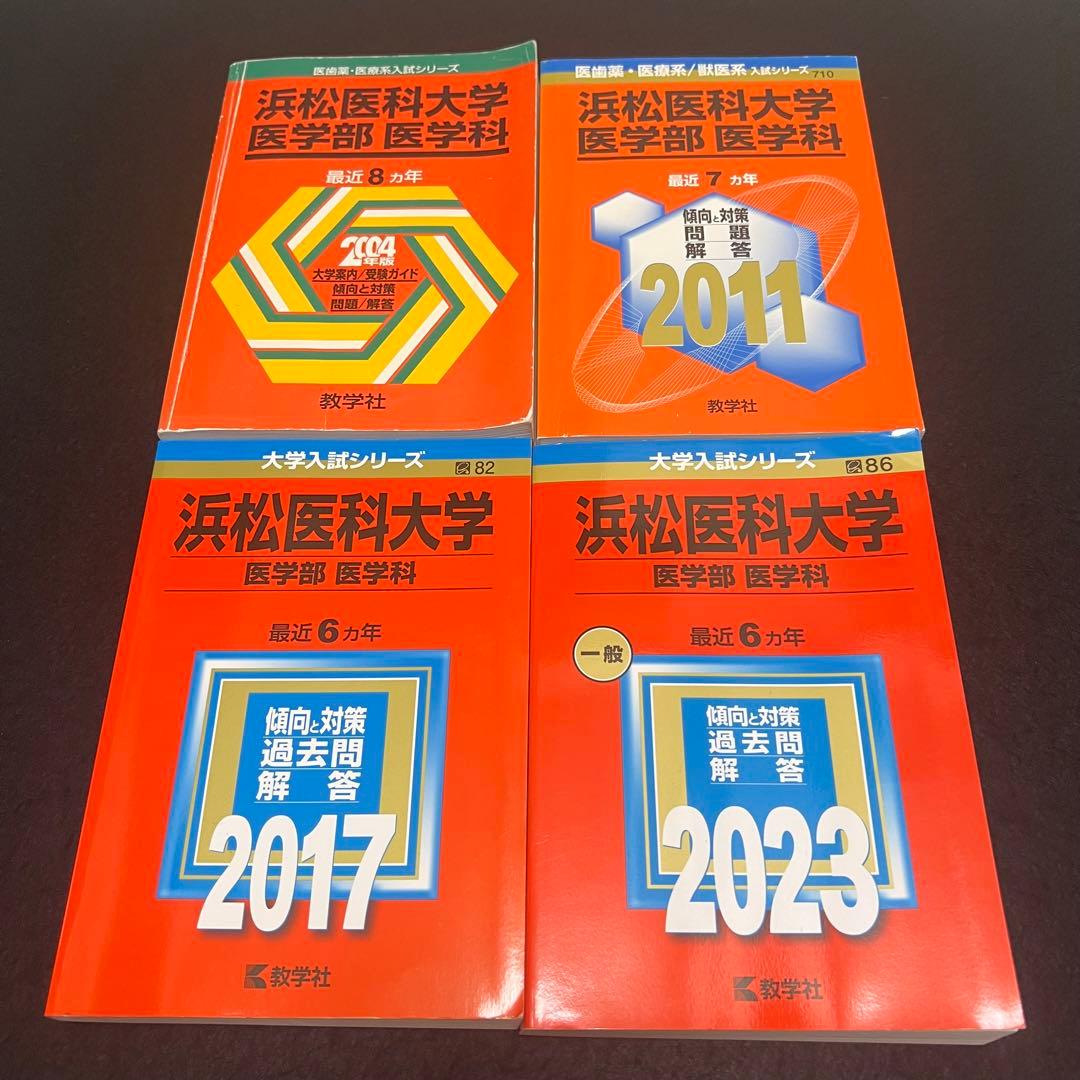 医歯薬・医療系入試シリーズ
浜松医科大学
医学部 医学科
最近 8 ヵ年
2004
年版
大学案内/受験ガイド
傾向と対策
問題/解答
教学社
医歯薬・医療系/獣医系 入試シリーズ 710
浜松医科大学
医学部 医学科
最近 7 ヵ年
傾向と対策
問題
解答
2011
教学社
大学入試シリーズ
82
浜松医科大学
医学部 医学科
最近 6 カ年
傾向と対策
過去問
解答
2017
教学社
大学入試シリーズ
86
浜松医科大学
医学部 医学科
最近 6 カ年
一般
傾向と対策
過去問
解答
2023
教学社